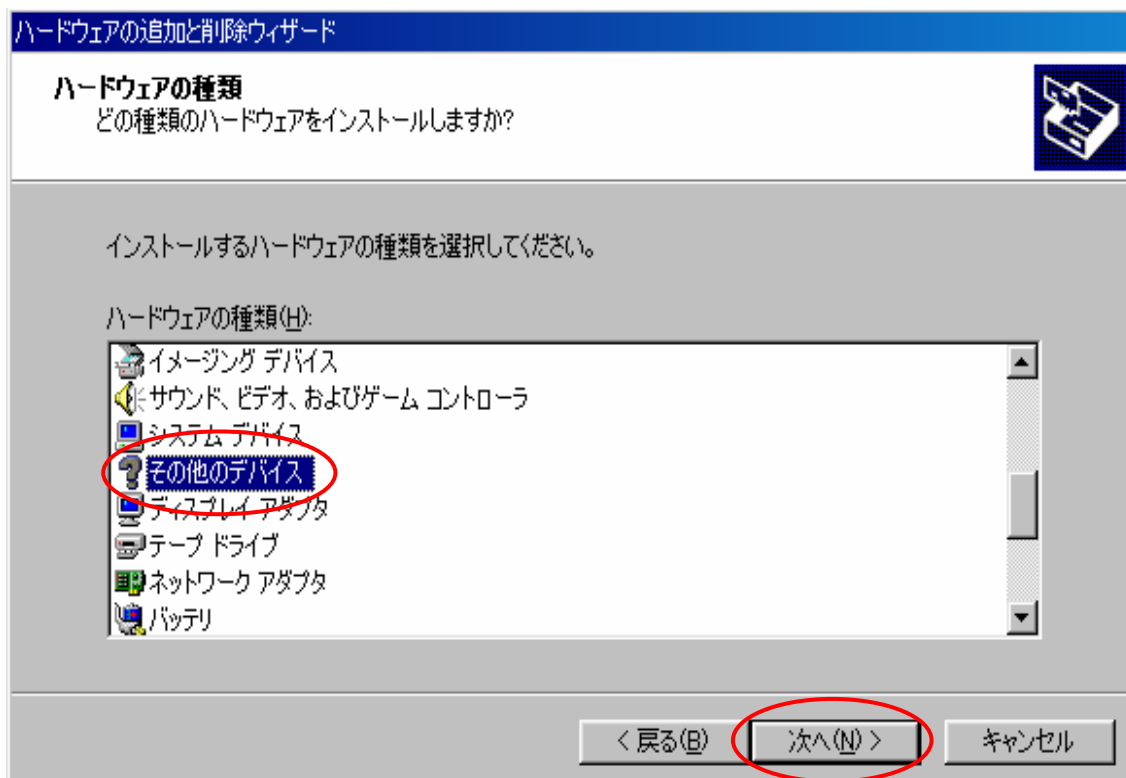 ハードウェアの追加と削除ウィザード
ハードウェアの種類
どの種類のハードウェアをインストールしますか?
インストールするハードウェアの種類を選択してください。
ハードウェアの種類(H):
イメージング デバイス
サウンド、ビデオ、およびゲーム コントローラ
システム デバイス
その他のデバイス
ディスプレイ アダプタ
テープ ドライブ
ネットワーク アダプタ
バッテリ
< 戻る(B) 次へ(N) > キャンセル